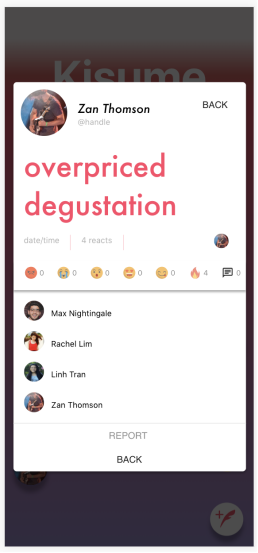 Kisume
Zan Thomson
BACK
@handle
overpriced
degustation
date/time 4 reacts
0 0 0 0 0 4 0
Max Nightingale
Rachel Lim
Linh Tran
Zan Thomson
REPORT
BACK